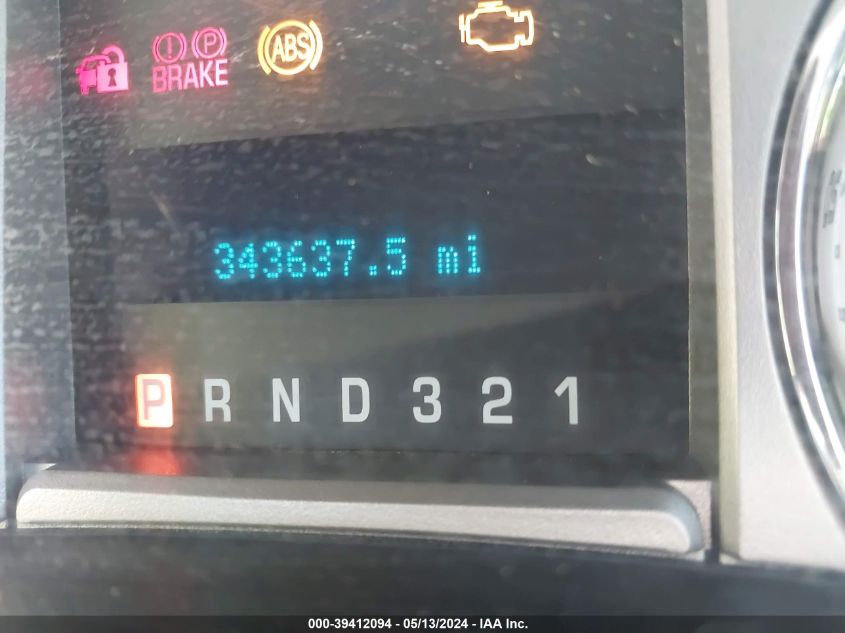 P
BRAKE
ABS
343637.5 mi
P R N D 3 2 1
000-39412094 - 05/13/2024 - IAA Inc.